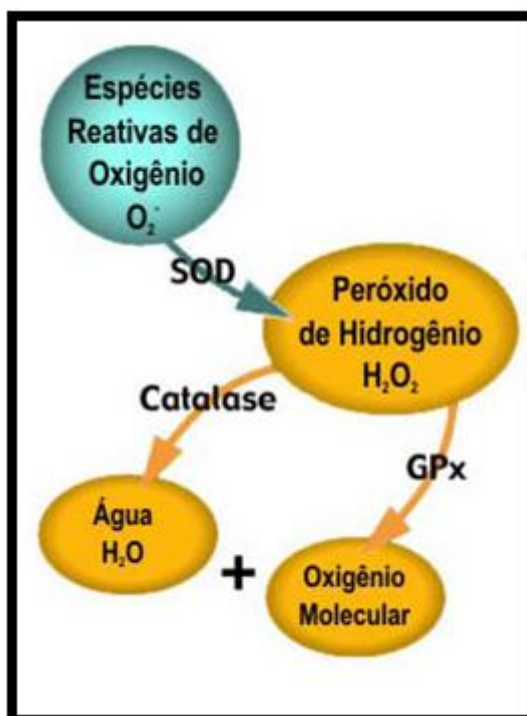 Espécies
Reativas de
Oxigênio
O₂⁻
SOD
Peróxido
de Hidrogênio
H₂O₂
Catalase
GPx
Água
H₂O
+
Oxigênio
Molecular